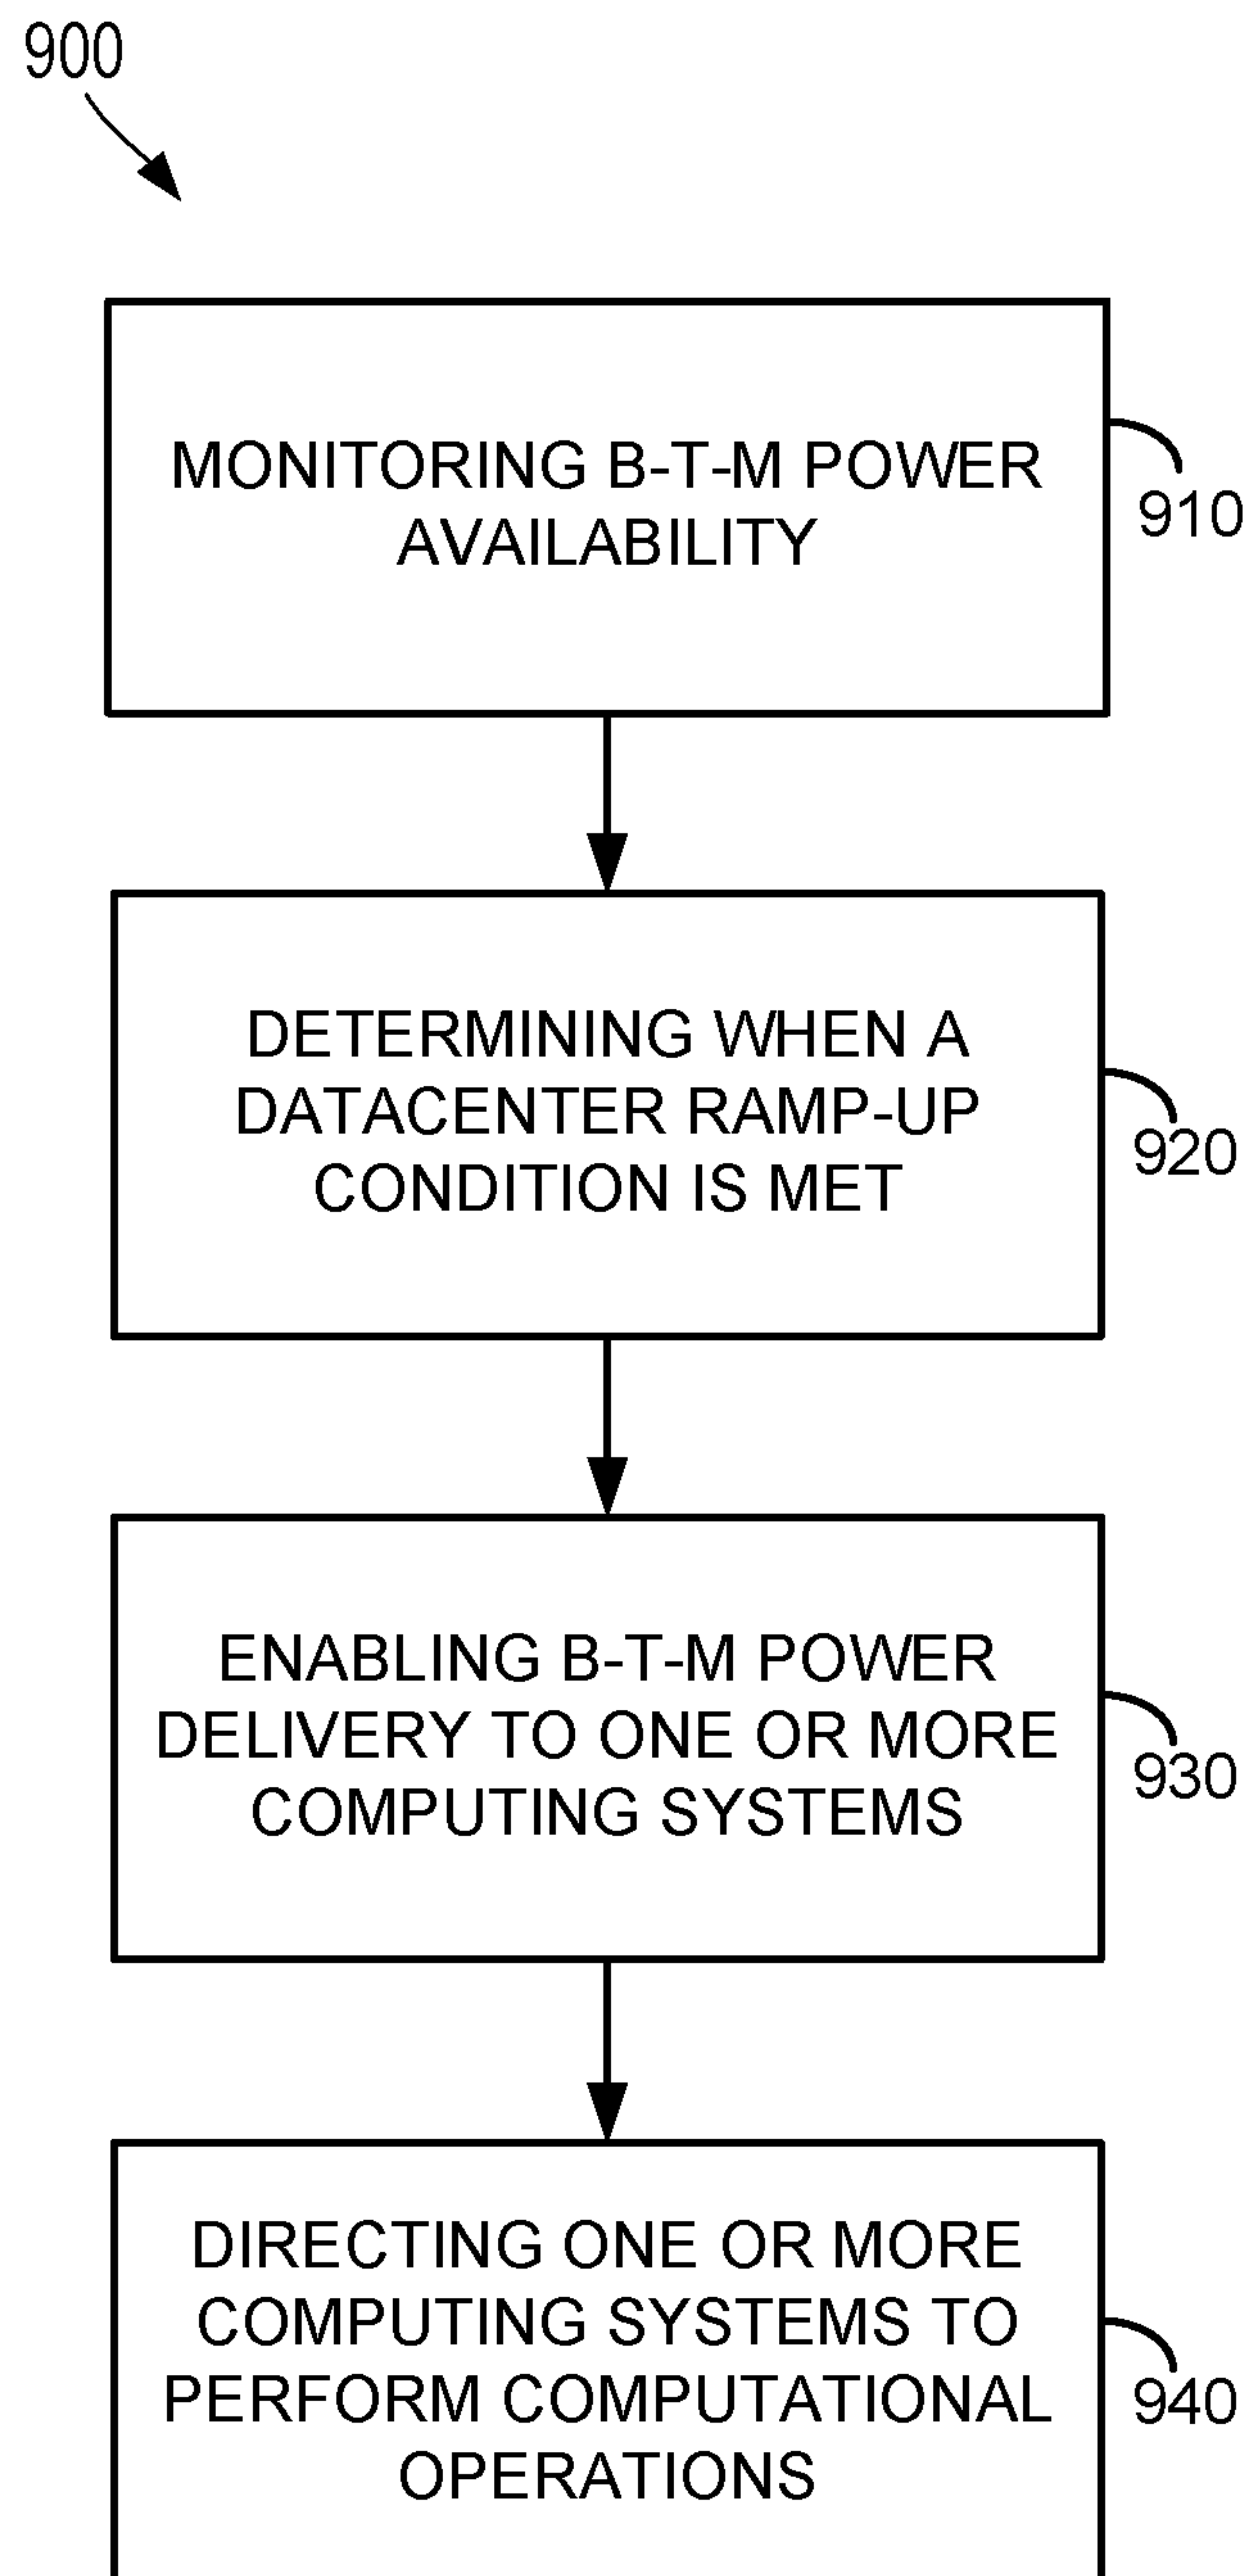 900
MONITORING B-T-M POWER
AVAILABILITY
910
DETERMINING WHEN A
DATACENTER RAMP-UP
CONDITION IS MET
920
ENABLING B-T-M POWER
DELIVERY TO ONE OR MORE
COMPUTING SYSTEMS
930
DIRECTING ONE OR MORE
COMPUTING SYSTEMS TO
PERFORM COMPUTATIONAL
OPERATIONS
940